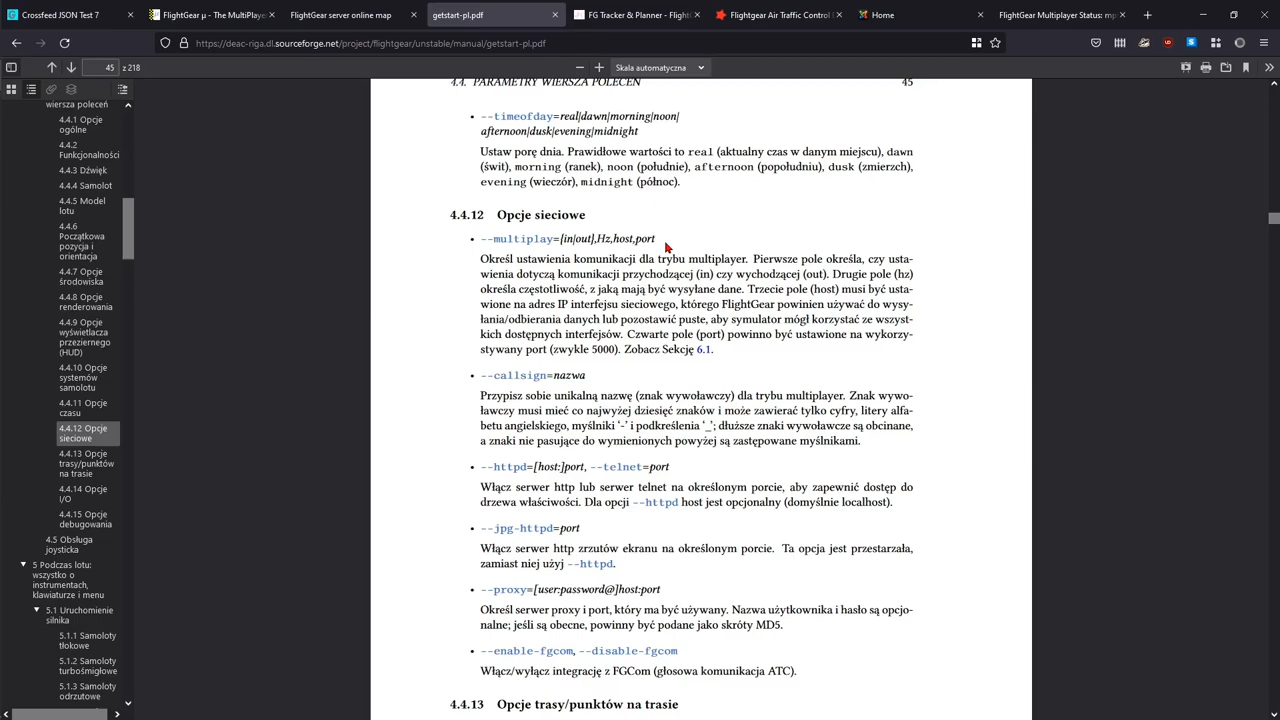 Crossfeed JSON Test 7
FlightGear μ - The MultiPlaye
FlightGear server online map
getstart-pl.pdf
FG Tracker & Planner - Flight
Flightgear Air Traffic Control
Home
FlightGear Multiplayer Status: mp
https://deac-riga.dl.sourceforge.net/project/flightgear/unstable/manual/getstart-pl.pdf
45 z 218
Skala automatyczna
wiersza poleceń
4.4.1 Opcje
ogólne
4.4.2
Funkcjonalności
4.4.3 Dźwięk
4.4.4 Samolot
4.4.5 Model
lotu
4.4.6
Początkowa
pozycja i
orientacja
4.4.7 Opcje
środowiska
4.4.8 Opcje
renderowania
4.4.9 Opcje
wyświetlacza
przeziernego
(HUD)
4.4.10 Opcje
systemów
samolotu
4.4.11 Opcje
czasu
4.4.12 Opcje
sieciowe
4.4.13 Opcje
trasy/punktów
na trasie
4.4.14 Opcje
I/O
4.4.15 Opcje
debugowania
4.5 Obsługa
joysticka
5 Podczas lotu:
wszystko o
instrumentach,
klawiaturze i menu
5.1 Uruchomienie
silnika
5.1.1 Samoloty
tłokowe
5.1.2 Samoloty
turbośmigłowe
5.1.3 Samoloty
odrzutowe
4.4. PARAMETRY WIERSZA POLECEŃ 45
• --timeofday=real|dawn|morning|noon|
afternoon|dusk|evening|midnight
Ustaw porę dnia. Prawidłowe wartości to real (aktualny czas w danym miejscu), dawn
(świt), morning (ranek), noon (południe), afternoon (popołudniu), dusk (zmierzch),
evening (wieczór), midnight (północ).
4.4.12 Opcje sieciowe
• --multiplay={in|out},Hz,host,port
Określ ustawienia komunikacji dla trybu multiplayer. Pierwsze pole określa, czy usta-
wienia dotyczą komunikacji przychodzącej (in) czy wychodzącej (out). Drugie pole (hz)
określa częstotliwość, z jaką mają być wysyłane dane. Trzecie pole (host) musi być usta-
wione na adres IP interfejsu sieciowego, którego FlightGear powinien używać do wysy-
łania/odbierania danych lub pozostawić puste, aby symulator mógł korzystać ze wszyst-
kich dostępnych interfejsów. Czwarte pole (port) powinno być ustawione na wykorzy-
stywany port (zwykle 5000). Zobacz Sekcję 6.1.
• --callsign=nazwa
Przypisz sobie unikalną nazwę (znak wywoławczy) dla trybu multiplayer. Znak wywo-
ławczy musi mieć co najwyżej dziesięć znaków i może zawierać tylko cyfry, litery alfa-
betu angielskiego, myślniki ‘-’ i podkreślenia ‘_’; dłuższe znaki wywoławcze są obcinane,
a znaki nie pasujące do wymienionych powyżej są zastępowane myślnikami.
• --httpd=[host:]port, --telnet=port
Włącz serwer http lub serwer telnet na określonym porcie, aby zapewnić dostęp do
drzewa właściwości. Dla opcji --httpd host jest opcjonalny (domyślnie localhost).
• --jpg-httpd=port
Włącz serwer http zrzutów ekranu na określonym porcie. Ta opcja jest przestarzała,
zamiast niej użyj --httpd.
• --proxy=[user:password@]host:port
Określ serwer proxy i port, który ma być używany. Nazwa użytkownika i hasło są opcjo-
nalne; jeśli są obecne, powinny być podane jako skróty MD5.
• --enable-fgcom, --disable-fgcom
Włącz/wyłącz integrację z FGCom (głosowa komunikacja ATC).
4.4.13 Opcje trasy/punktów na trasie